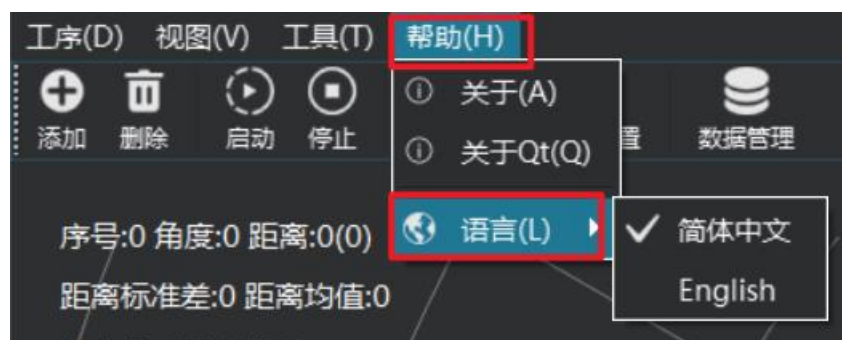 工序(D) 视图(V) 工具(T) 帮助(H)
添加 删除 启动 停止 置 数据管理
关于(A)
关于Qt(Q)
语言(L)
简体中文
English
序号:0 角度:0 距离:0(0)
距离标准差:0 距离均值:0